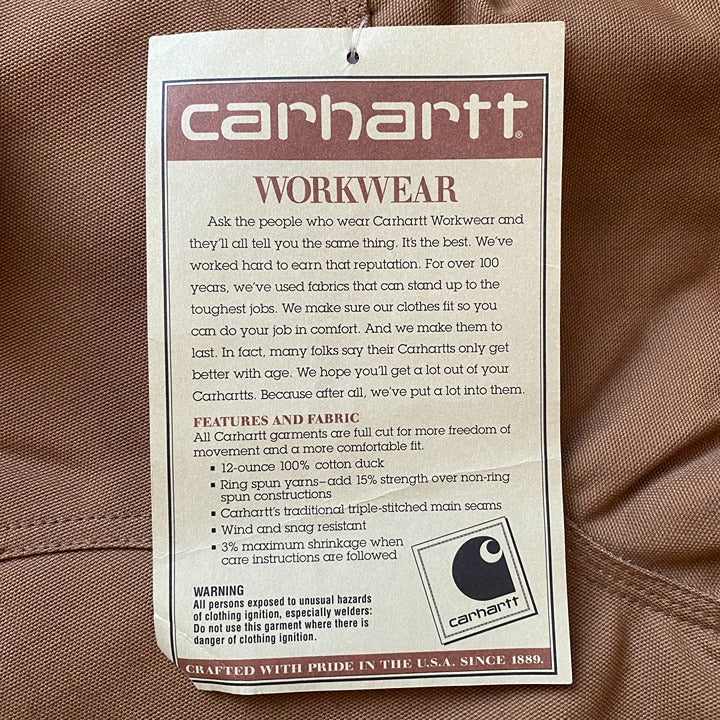 carhartt®
WORKWEAR
Ask the people who wear Carhartt Workwear and
they'll all tell you the same thing. It's the best. We've
worked hard to earn that reputation. For over 100
years, we've used fabrics that can stand up to the
toughest jobs. We make sure our clothes fit so you
can do your job in comfort. And we make them to
last. In fact, many folks say their Carhartts only get
better with age. We hope you'll get a lot out of your
Carhartts. Because after all, we've put a lot into them.
FEATURES AND FABRIC
All Carhartt garments are full cut for more freedom of
movement and a more comfortable fit.
▪ 12-ounce 100% cotton duck
▪ Ring spun yarns–add 15% strength over non-ring
spun constructions
▪ Carhartt's traditional triple-stitched main seams
▪ Wind and snag resistant
▪ 3% maximum shrinkage when
care instructions are followed
carhartt
WARNING
All persons exposed to unusual hazards
of clothing ignition, especially welders:
Do not use this garment where there is
danger of clothing ignition.
CRAFTED WITH PRIDE IN THE U.S.A. SINCE 1889.